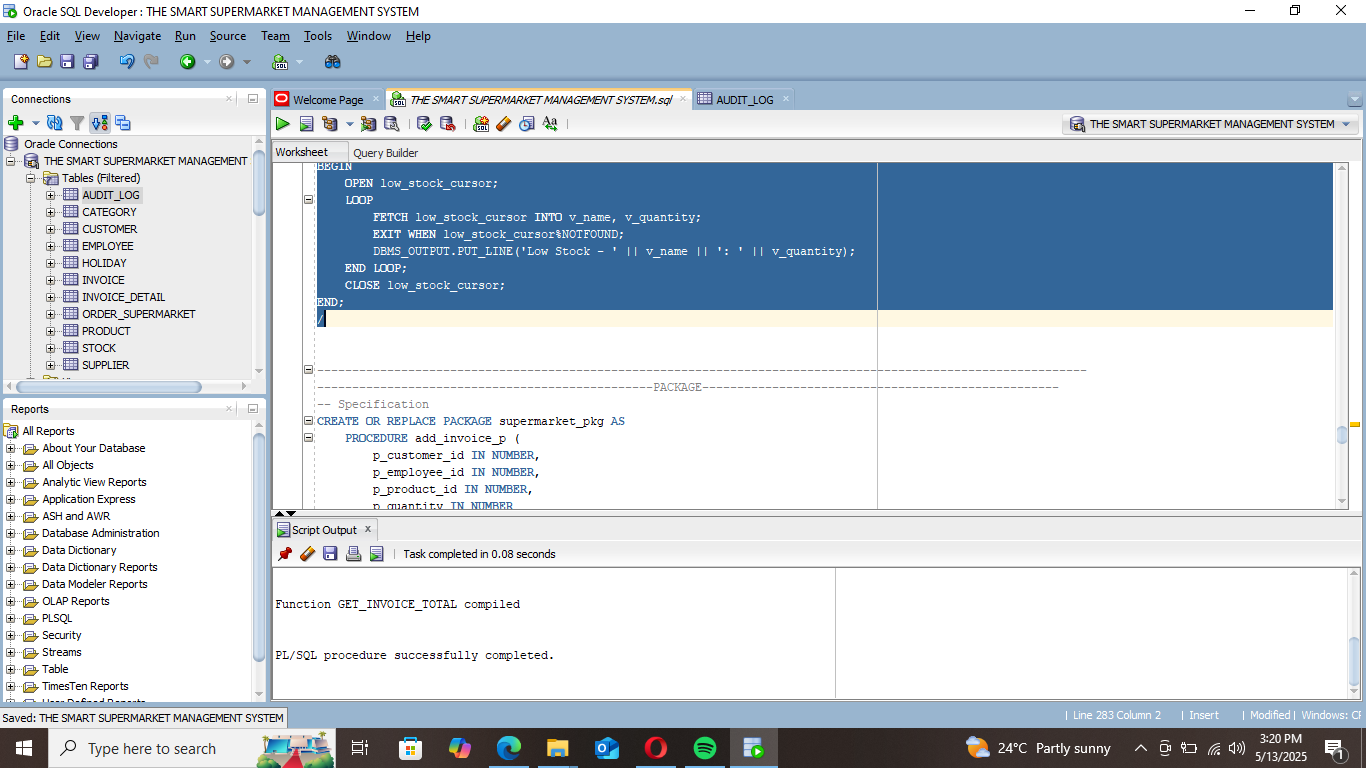 Oracle SQL Developer : THE SMART SUPERMARKET MANAGEMENT SYSTEM
File Edit View Navigate Run Source Team Tools Window Help
Connections
Oracle Connections
THE SMART SUPERMARKET MANAGEMENT
Tables (Filtered)
AUDIT_LOG
CATEGORY
CUSTOMER
EMPLOYEE
HOLIDAY
INVOICE
INVOICE_DETAIL
ORDER_SUPERMARKET
PRODUCT
STOCK
SUPPLIER
Reports
All Reports
About Your Database
All Objects
Analytic View Reports
Application Express
ASH and AWR
Database Administration
Data Dictionary
Data Dictionary Reports
Data Modeler Reports
OLAP Reports
PLSQL
Security
Streams
Table
TimesTen Reports
User Defined Reports
Welcome Page THE SMART SUPERMARKET MANAGEMENT SYSTEM.sql AUDIT_LOG
THE SMART SUPERMARKET MANAGEMENT SYSTEM
Worksheet Query Builder
BEGIN
OPEN low_stock_cursor;
LOOP
FETCH low_stock_cursor INTO v_name, v_quantity;
EXIT WHEN low_stock_cursor%NOTFOUND;
DBMS_OUTPUT.PUT_LINE('Low Stock - ' || v_name || ': ' || v_quantity);
END LOOP;
CLOSE low_stock_cursor;
END;
/
--------------------------------------------------------------------------------------------------------------
------------------------------------------------PACKAGE---------------------------------------------------
-- Specification
CREATE OR REPLACE PACKAGE supermarket_pkg AS
PROCEDURE add_invoice_p (
p_customer_id IN NUMBER,
p_employee_id IN NUMBER,
p_product_id IN NUMBER,
p_quantity IN NUMBER
Script Output
Task completed in 0.08 seconds
Function GET_INVOICE_TOTAL compiled
PL/SQL procedure successfully completed.
Saved: THE SMART SUPERMARKET MANAGEMENT SYSTEM
Line 283 Column 2 Insert Modified Windows: CF
Type here to search
24°C Partly sunny
3:20 PM
5/13/2025
1